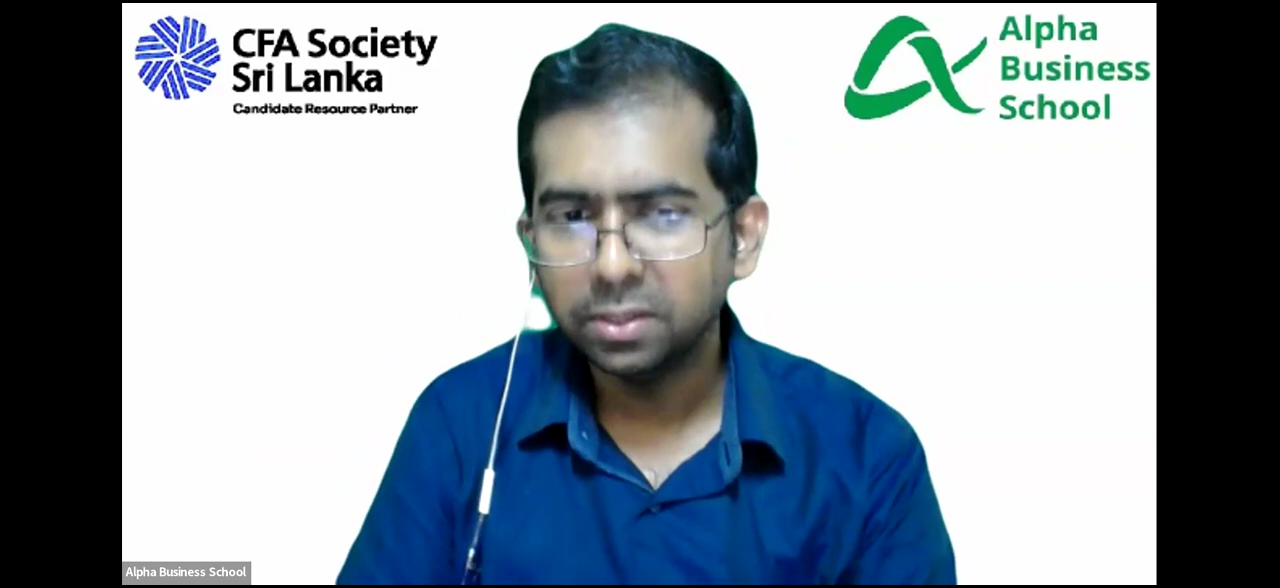 CFA Society
Sri Lanka
Candidate Resource Partner
Alpha
Business
School
Alpha Business School